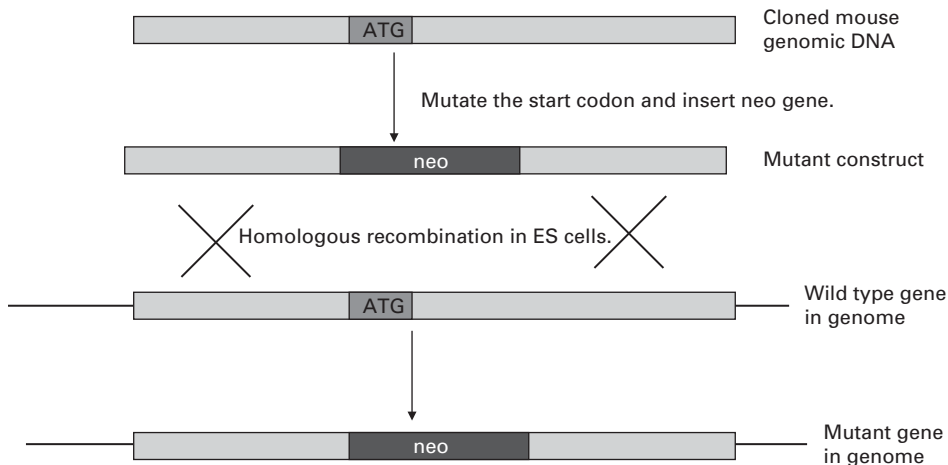 ATG
Cloned mouse
genomic DNA
Mutate the start codon and insert neo gene.
neo
Mutant construct
Homologous recombination in ES cells.
ATG
Wild type gene
in genome
neo
Mutant gene
in genome